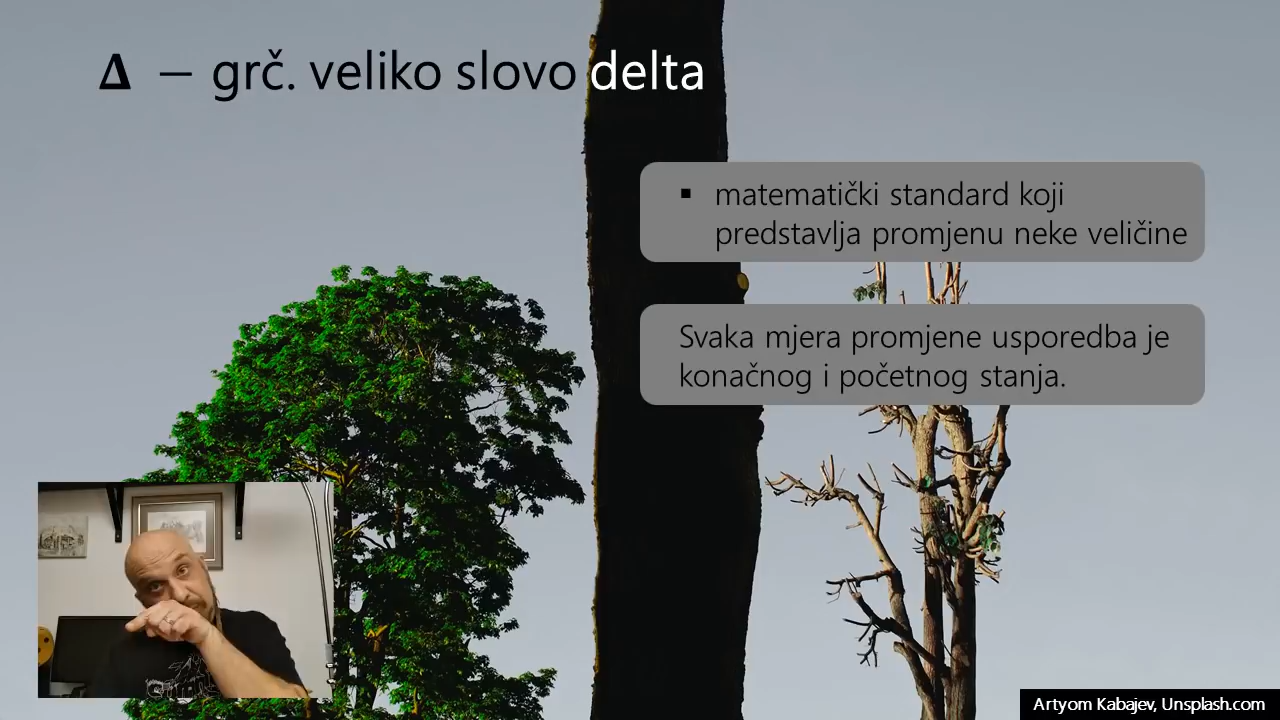 Δ – grč. veliko slovo delta
▪ matematički standard koji
predstavlja promjenu neke veličine
Svaka mjera promjene usporedba je
konačnog i početnog stanja.
Artyom Kabajev, Unsplash.com